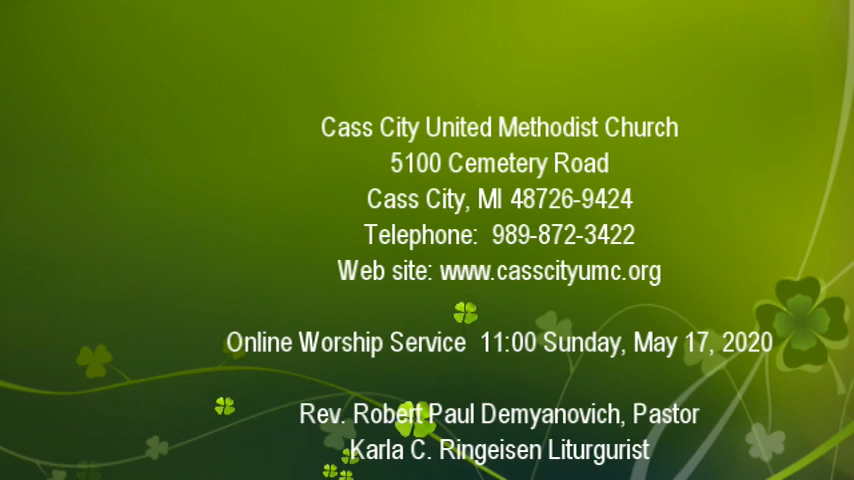 Cass City United Methodist Church
5100 Cemetery Road
Cass City, MI 48726-9424
Telephone:  989-872-3422
Web site: www.casscityumc.org
Online Worship Service  11:00 Sunday, May 17, 2020
Rev. Robert Paul Demyanovich, Pastor
Karla C. Ringeisen Liturgurist